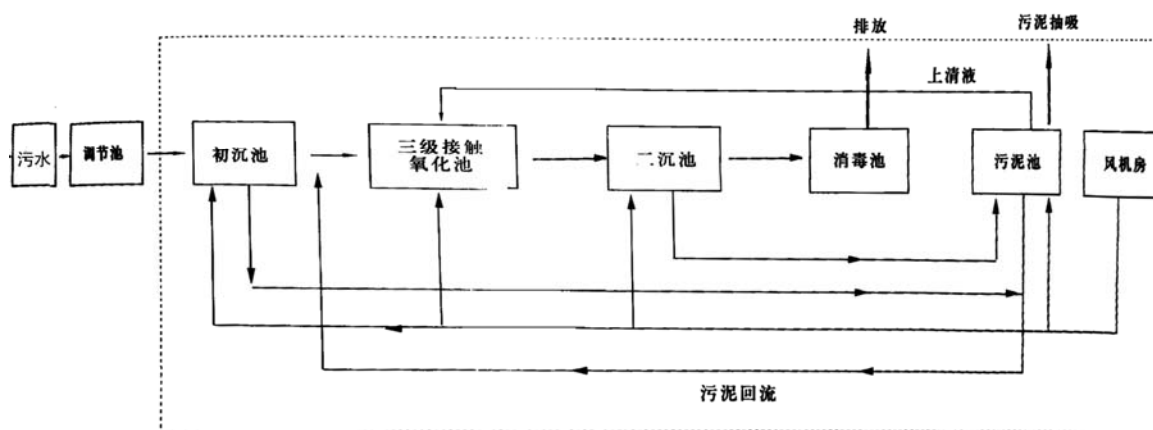 排放
污泥抽吸
上清液
污水
调节池
初沉池
三级接触
氧化池
二沉池
消毒池
污泥池
风机房
污泥回流